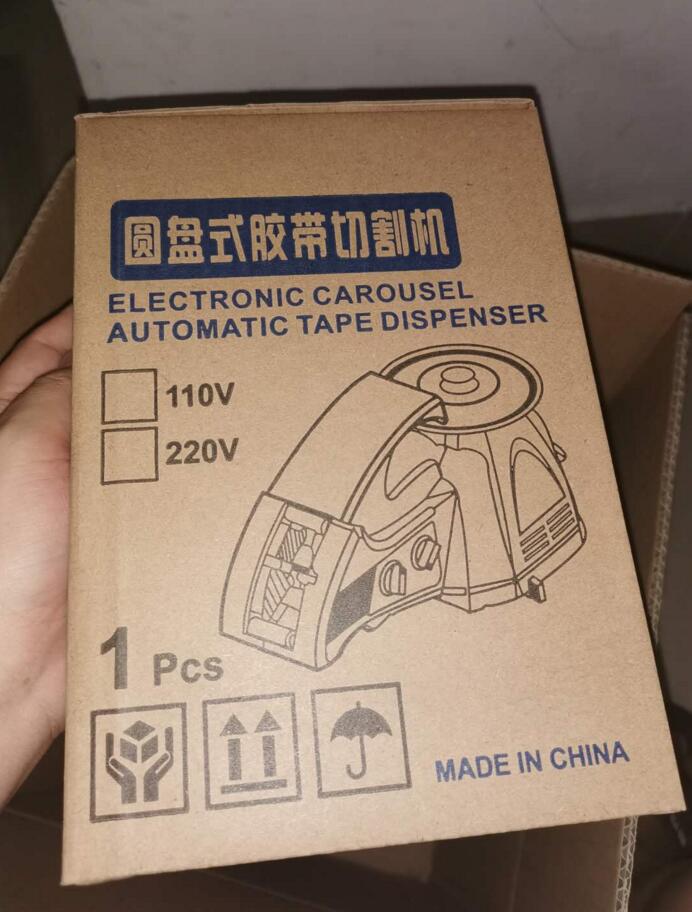 圆盘式胶带切割机
ELECTRONIC CAROUSEL
AUTOMATIC TAPE DISPENSER
110V
220V
1 Pcs
MADE IN CHINA